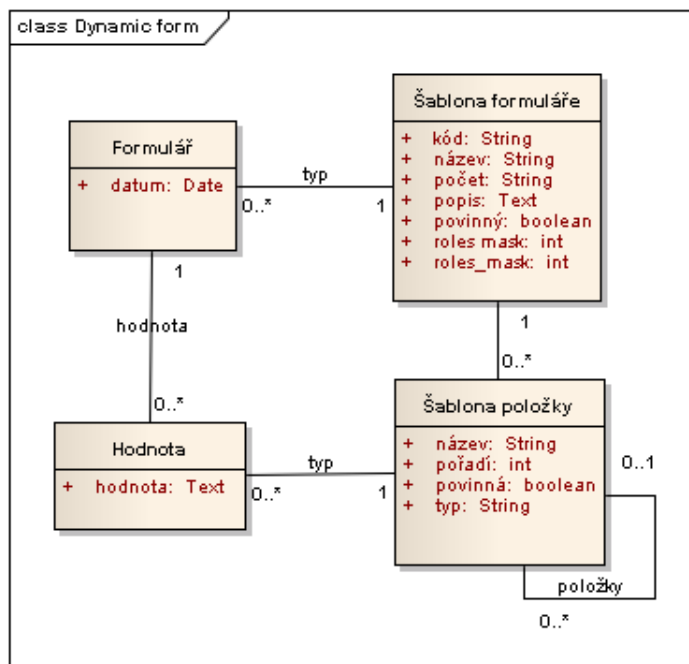 class Dynamic form
Šablona formuláře
+ kód: String
+ název: String
+ počet: String
+ popis: Text
+ povinný: boolean
+ roles mask: int
+ roles_mask: int
Formulář
+ datum: Date
typ
0..*
1
1
hodnota
0..*
1
0..*
Šablona položky
+ název: String
+ pořadí: int
+ povinná: boolean
+ typ: String
Hodnota
+ hodnota: Text
typ
0..*
1
0..1
položky
0..*